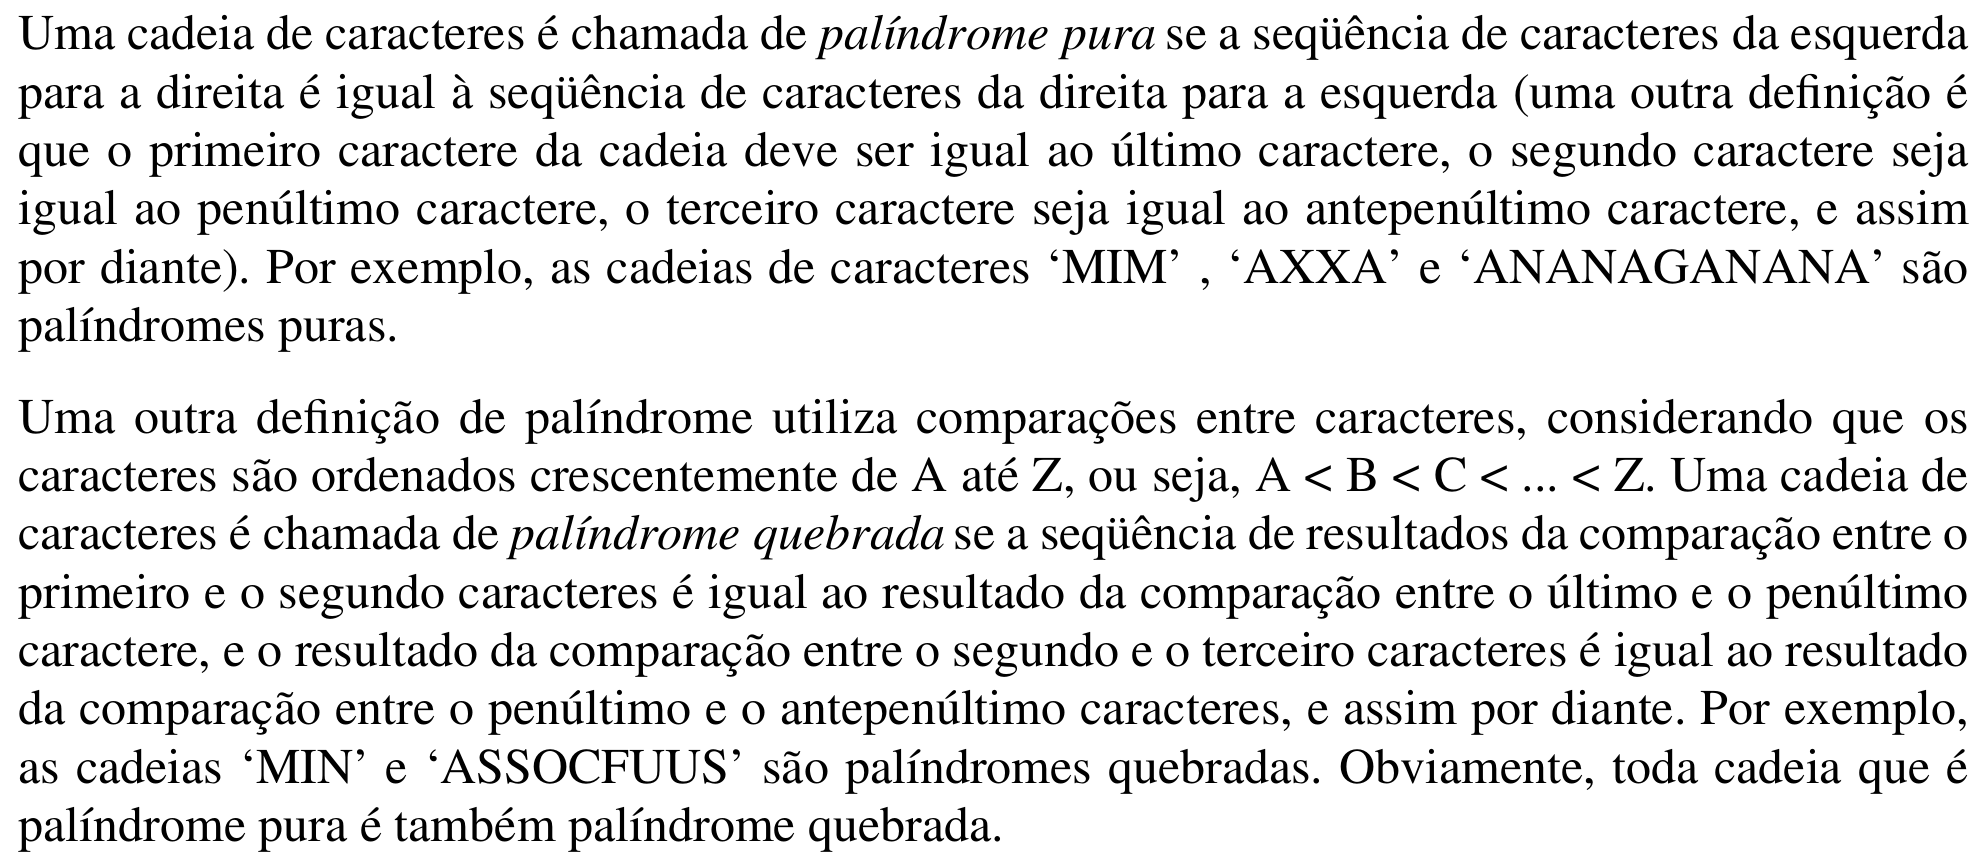 Uma cadeia de caracteres é chamada de palíndrome pura se a seqüência de caracteres da esquerda
para a direita é igual à seqüência de caracteres da direita para a esquerda (uma outra definição é
que o primeiro caractere da cadeia deve ser igual ao último caractere, o segundo caractere seja
igual ao penúltimo caractere, o terceiro caractere seja igual ao antepenúltimo caractere, e assim
por diante). Por exemplo, as cadeias de caracteres ‘MIM’ , ‘AXXA’ e ‘ANANAGANANA’ são
palíndromes puras.
Uma outra definição de palíndrome utiliza comparações entre caracteres, considerando que os
caracteres são ordenados crescentemente de A até Z, ou seja, A < B < C < ... < Z. Uma cadeia de
caracteres é chamada de palíndrome quebrada se a seqüência de resultados da comparação entre o
primeiro e o segundo caracteres é igual ao resultado da comparação entre o último e o penúltimo
caractere, e o resultado da comparação entre o segundo e o terceiro caracteres é igual ao resultado
da comparação entre o penúltimo e o antepenúltimo caracteres, e assim por diante. Por exemplo,
as cadeias ‘MIN’ e ‘ASSOCFUUS’ são palíndromes quebradas. Obviamente, toda cadeia que é
palíndrome pura é também palíndrome quebrada.